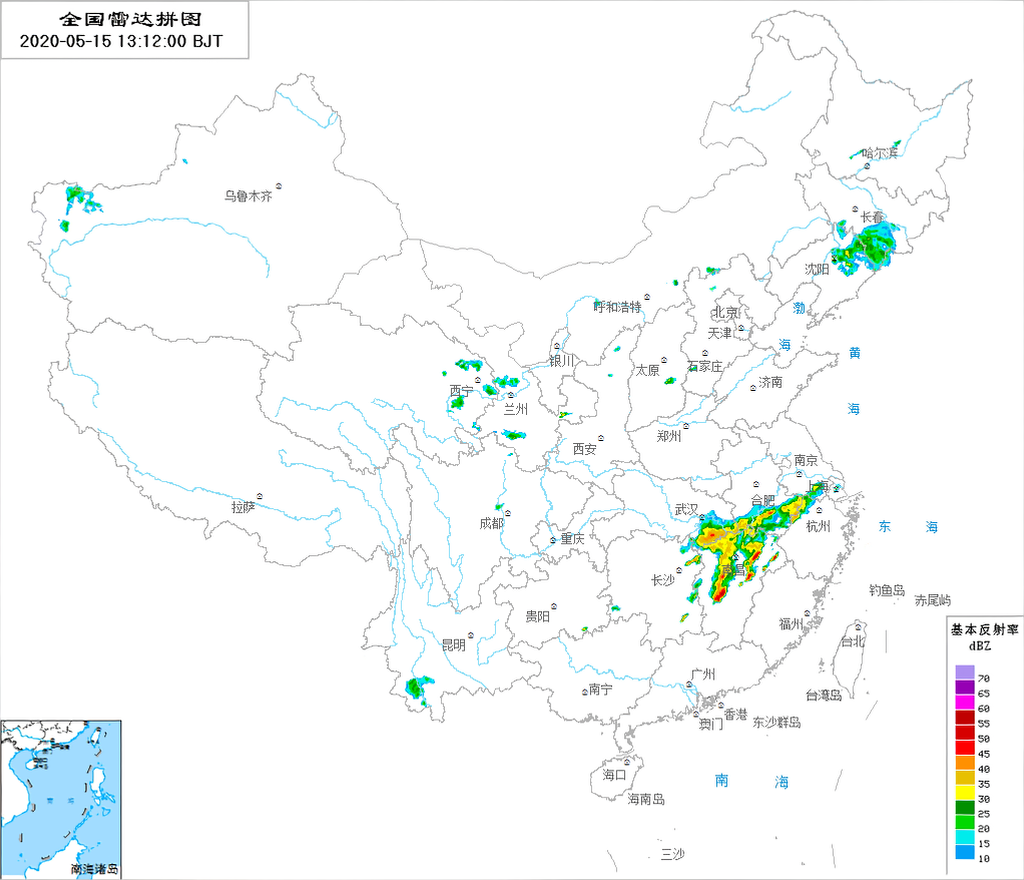 全国雷达拼图
2020-05-15 13:12:00 BJT
哈尔滨
乌鲁木齐
长春
沈阳
呼和浩特
北京
渤
天津
海
黄
银川
太原
石家庄
西宁
济南
兰州
海
郑州
西安
南京
上海
合肥
拉萨
武汉
成都
杭州
东 海
重庆
南昌
长沙
钓鱼岛
赤尾屿
贵阳
福州
昆明
台北
基本反射率
dBZ
广州
南宁
台湾岛
香港
澳门
东沙群岛
70
65
60
55
50
45
40
35
30
25
20
15
10
海口
南 海
海南岛
三沙
南 海
南海诸岛